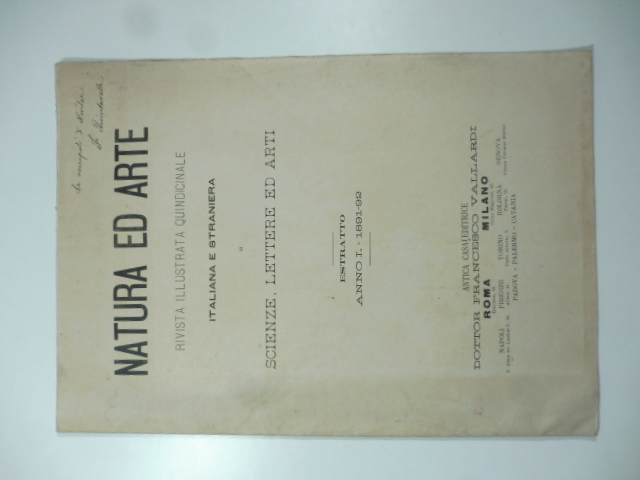 NATURA ED ARTE
RIVISTA ILLUSTRATA QUINDICINALE
ITALIANA E STRANIERA
DI
SCIENZE, LETTERE ED ARTI
ESTRATTO
ANNO I. - 1891-92
ANTICA CASA EDITRICE
DOTTOR FRANCESCO VALLARDI
ROMA MILANO
NAPOLI FIRENZE TORINO BOLOGNA GENOVA
PADOVA - PALERMO - CATANIA